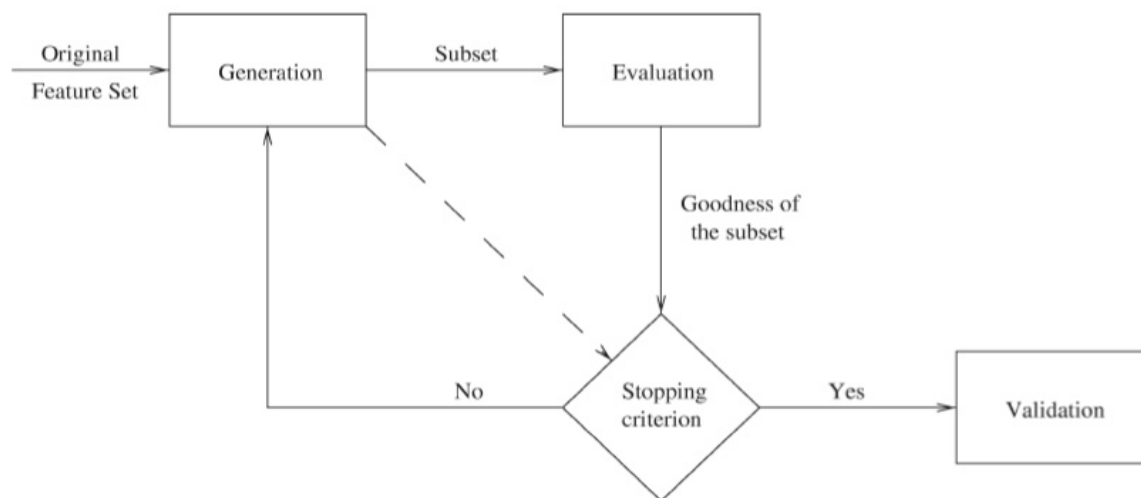 Original
Feature Set
Generation
Subset
Evaluation
Goodness of
the subset
No
Stopping
criterion
Yes
Validation